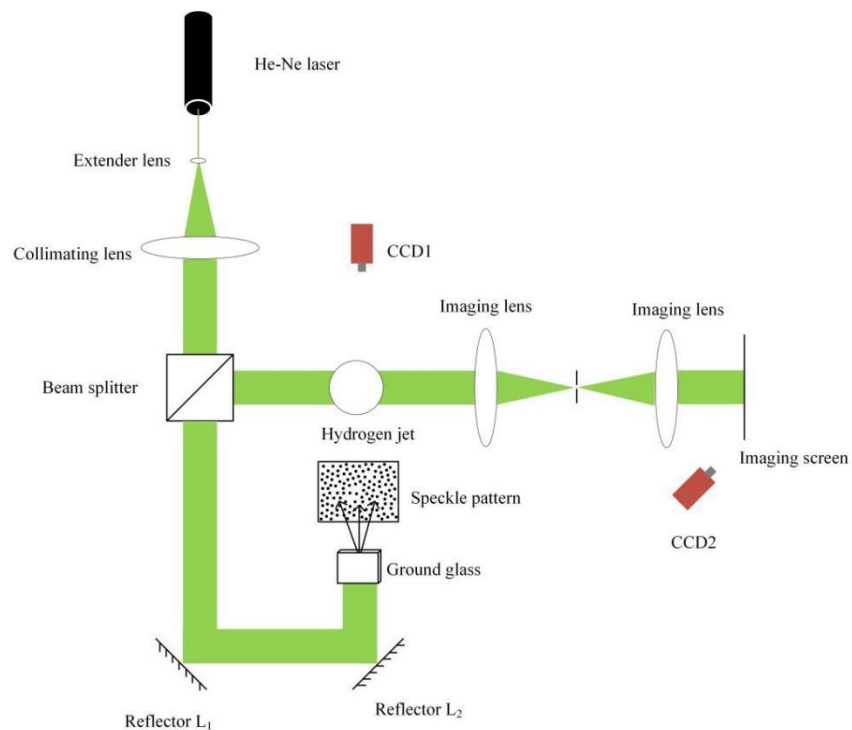 He-Ne laser
Extender lens
Collimating lens
CCD1
Imaging lens
Imaging lens
Beam splitter
Hydrogen jet
Imaging screen
Speckle pattern
CCD2
Ground glass
Reflector L₁
Reflector L₂